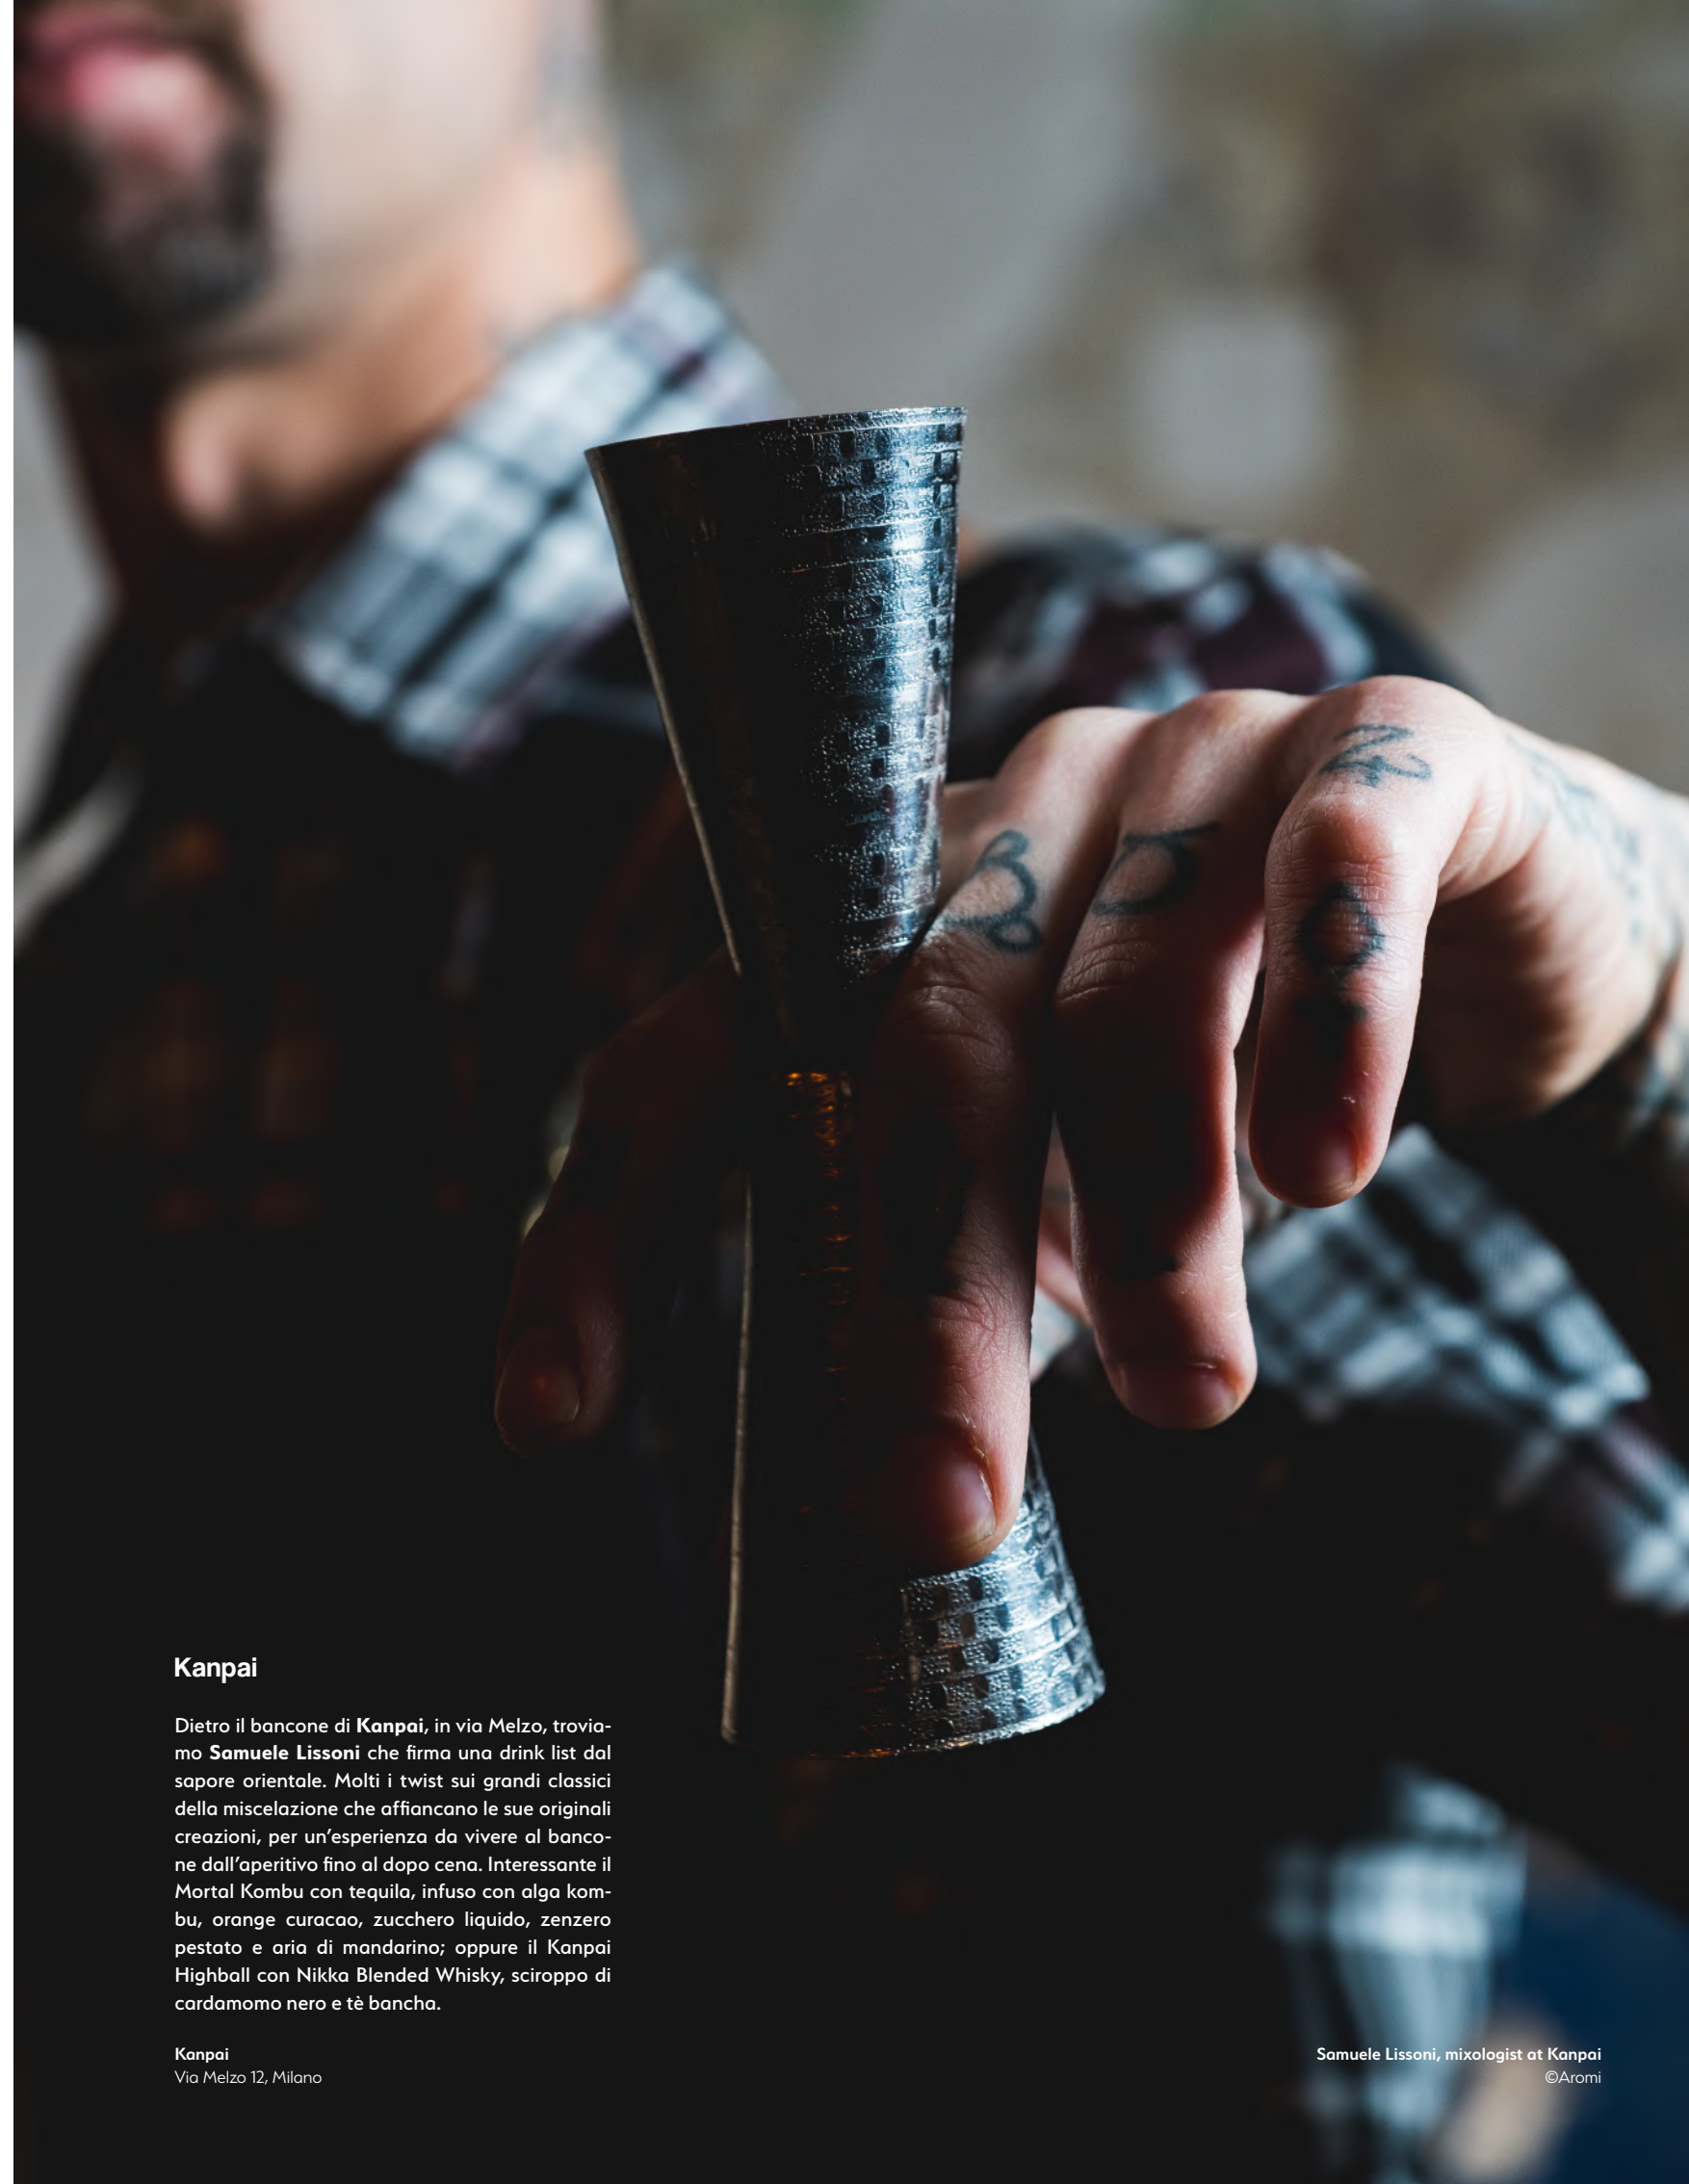 Kanpai
Dietro il bancone di Kanpai, in via Melzo, trovia-
mo Samuele Lissoni che firma una drink list dal
sapore orientale. Molti i twist sui grandi classici
della miscelazione che affiancano le sue originali
creazioni, per un’esperienza da vivere al banco-
ne dall’aperitivo fino al dopo cena. Interessante il
Mortal Kombu con tequila, infuso con alga kom-
bu, orange curacao, zucchero liquido, zenzero
pestato e aria di mandarino; oppure il Kanpai
Highball con Nikka Blended Whisky, sciroppo di
cardamomo nero e tè bancha.
Kanpai
Via Melzo 12, Milano
Samuele Lissoni, mixologist at Kanpai
©Aromi